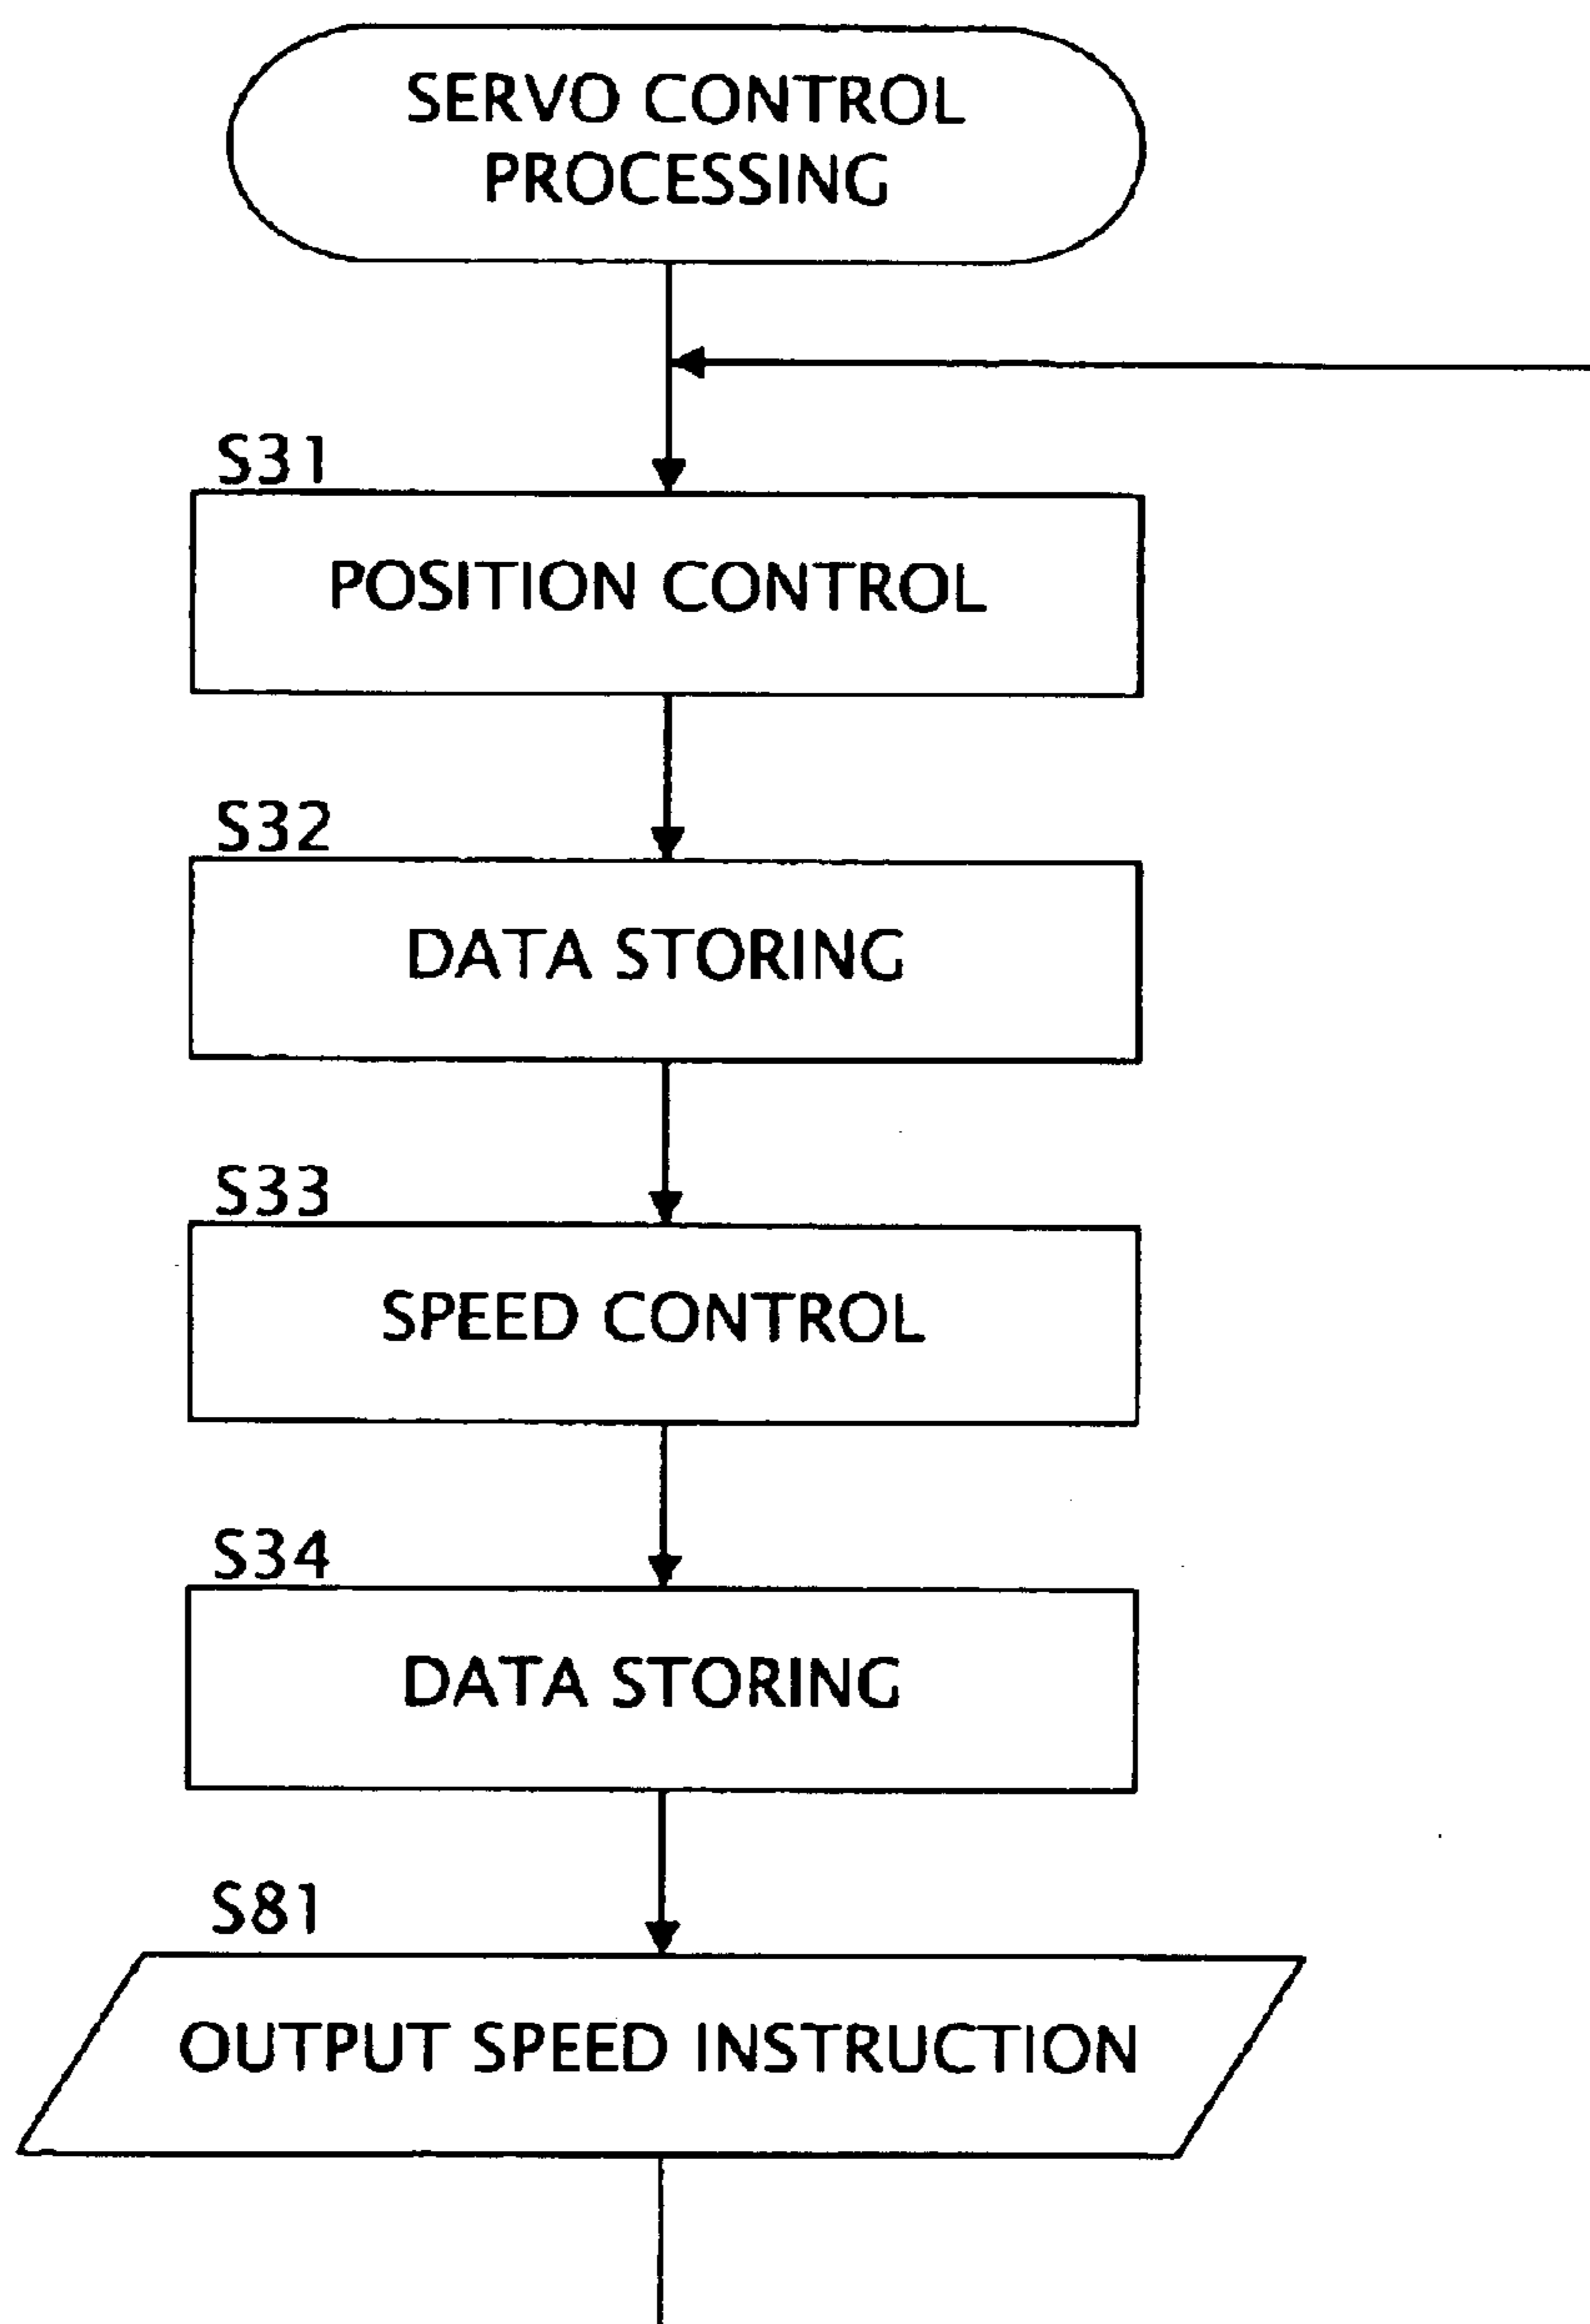 SERVO CONTROL
PROCESSING
S31
POSITION CONTROL
S32
DATA STORING
S33
SPEED CONTROL
S34
DATA STORING
S81
OUTPUT SPEED INSTRUCTION